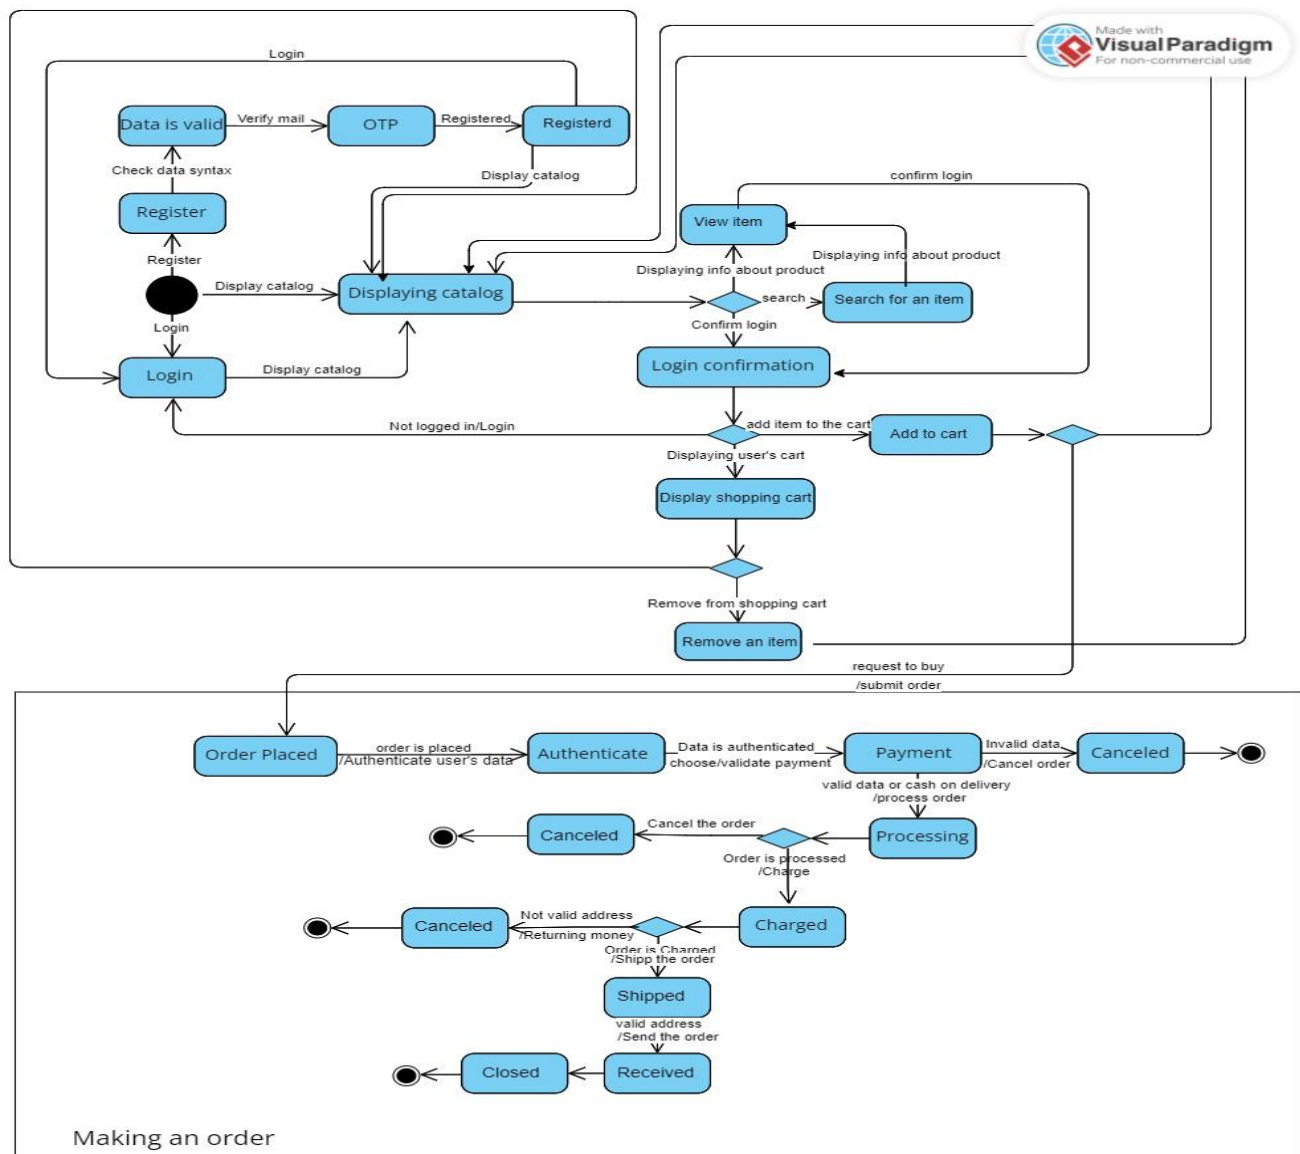 Made with
VisualParadigm
For non-commercial use
Login
Data is valid
Verify mail
OTP
Registered
Registerd
Check data syntax
Display catalog
confirm login
Register
View item
Register
Displaying info about product
Displaying info about product
Display catalog
Displaying catalog
search
Search for an item
Login
Confirm login
Login
Display catalog
Login confirmation
Not logged in/Login
add item to the cart
Add to cart
Displaying user's cart
Display shopping cart
Remove from shopping cart
Remove an item
request to buy
/submit order
Order Placed
order is placed
/Authenticate user's data
Authenticate
Data is authenticated
choose/validate payment
Payment
Invalid data
/Cancel order
Canceled
valid data or cash on delivery
/process order
Canceled
Cancel the order
Processing
Order is processed
/Charge
Canceled
Not valid address
/Returning money
Charged
Order is Charged
/Shipp the order
Shipped
valid address
/Send the order
Closed
Received
Making an order